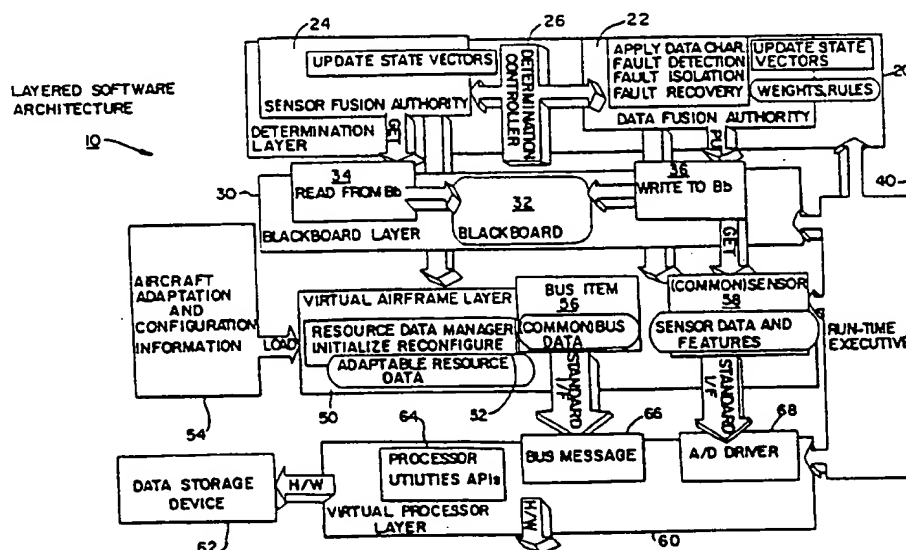 24
26
22
20
UPDATE STATE VECTORS
DETERMINATION
CONTROLLER
APPLY DATA CHAR.
FAULT DETECTION
FAULT ISOLATION
FAULT RECOVERY
UPDATE STATE
VECTORS
WEIGHTS, RULES
LAYERED SOFTWARE
ARCHITECTURE
10
SENSOR FUSION AUTHORITY
DETERMINATION
LAYER
DATA FUSION AUTHORITY
GET
PUT
30
34
READ FROM Bb
32
BLACKBOARD
36
WRITE TO Bb
40
BLACKBOARD LAYER
GET
AIRCRAFT
ADAPTATION
AND
CONFIGURATION
INFORMATION
LOAD
VIRTUAL AIRFRAME LAYER
RESOURCE DATA MANAGER
INITIALIZE RECONFIGURE
ADAPTABLE RESOURCE
DATA
BUS ITEM
56
(COMMON) BUS
DATA
(COMMON) SENSOR
58
SENSOR DATA AND
FEATURES
RUN-TIME
EXECUTIVE
STANDARD
I/F
STANDARD
I/F
54
50
52
64
66
68
DATA STORAGE
DEVICE
H/W
PROCESSOR
UTIUTIES APIs
BUS MESSAGE
A/D DRIVER
VIRTUAL PROCESSOR
LAYER
H/W
62
60